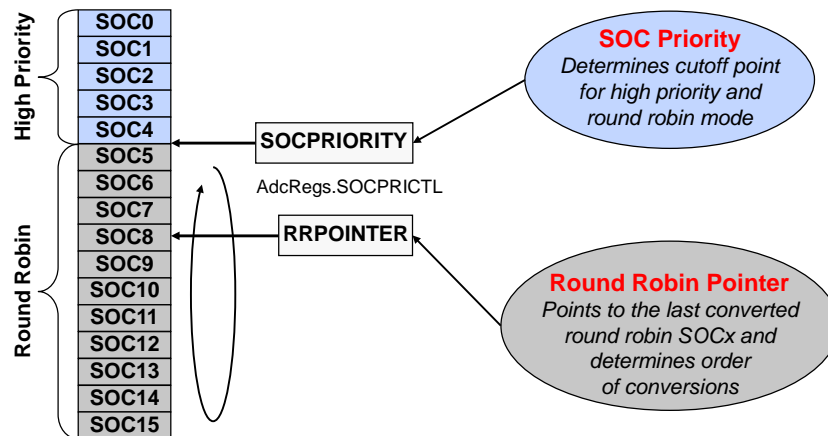 High Priority
SOC0
SOC1
SOC2
SOC3
SOC4
Round Robin
SOC5
SOC6
SOC7
SOC8
SOC9
SOC10
SOC11
SOC12
SOC13
SOC14
SOC15
SOCPRIORITY
AdcRegs.SOCPRICTL
RRPOINTER
SOC Priority
Determines cutoff point
for high priority and
round robin mode
Round Robin Pointer
Points to the last converted
round robin SOCx and
determines order
of conversions